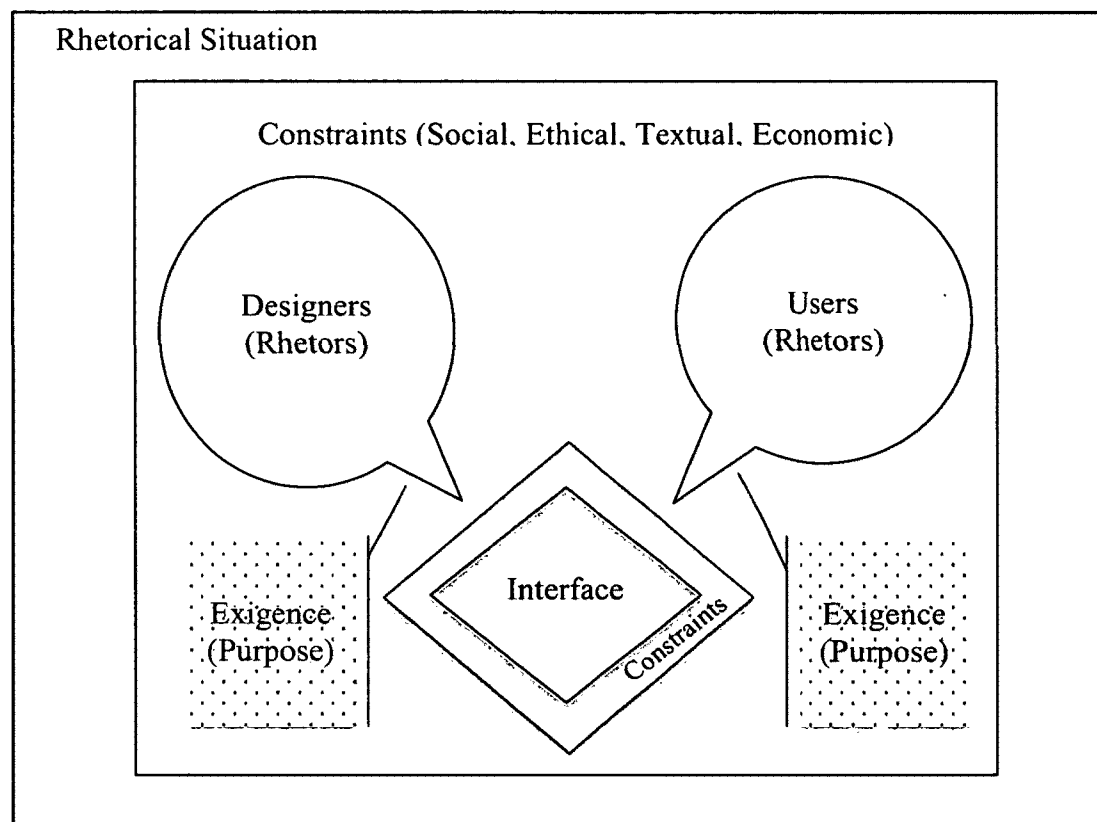 Rhetorical Situation
Constraints (Social, Ethical, Textual, Economic)
Designers
(Rhetors)
Users
(Rhetors)
Interface
Constraints
Exigence
(Purpose)
Exigence
(Purpose)